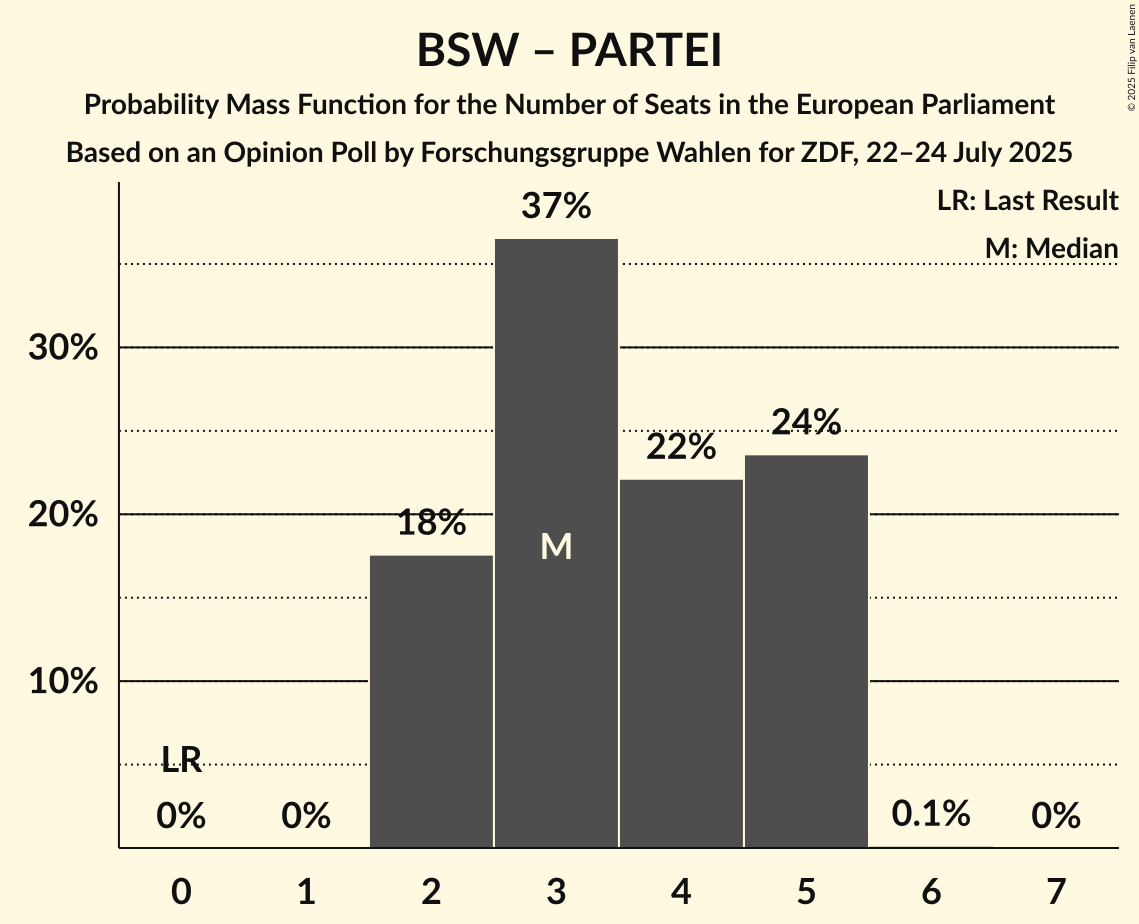 BSW – PARTEI
Probability Mass Function for the Number of Seats in the European Parliament
Based on an Opinion Poll by Forschungsgruppe Wahlen for ZDF, 22–24 July 2025
© 2025 Filip van Laenen
LR: Last Result
M: Median
37%
30%
24%
22%
20%
18%
M
10%
LR
0%
0%
0.1%
0%
0 1 2 3 4 5 6 7